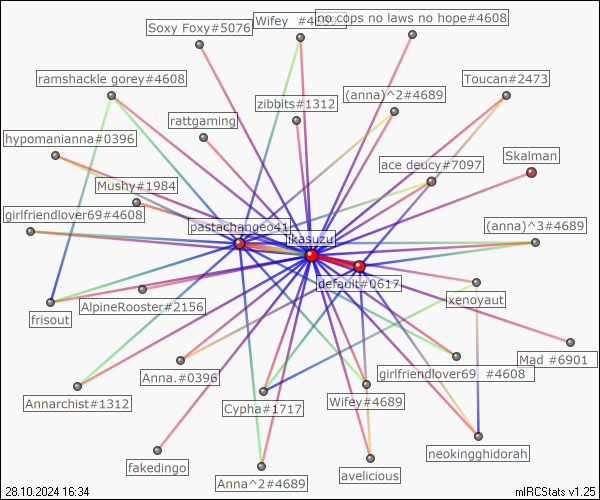 Soxy Foxy#5076
Wifey #4689
no cops no laws no hope#4608
ramshackle gorey#4608
Toucan#2473
zibbits#1312
(anna)^2#4689
rattgaming
hypomanianna#0396
ace deucy#7097
Skalman
Mushy#1984
girlfriendlover69#4608
pastachangeo41
ikasuzu
(anna)^3#4689
default#0617
xenoyaut
frisout
AlpineRooster#2156
Mad #6901
Anna.#0396
girlfriendlover69 #4608
Annarchist#1312
Cypha#1717
Wifey#4689
neokingghidorah
fakedingo
avelicious
Anna^2#4689
28.10.2024 16:34
mIRCStats v1.25